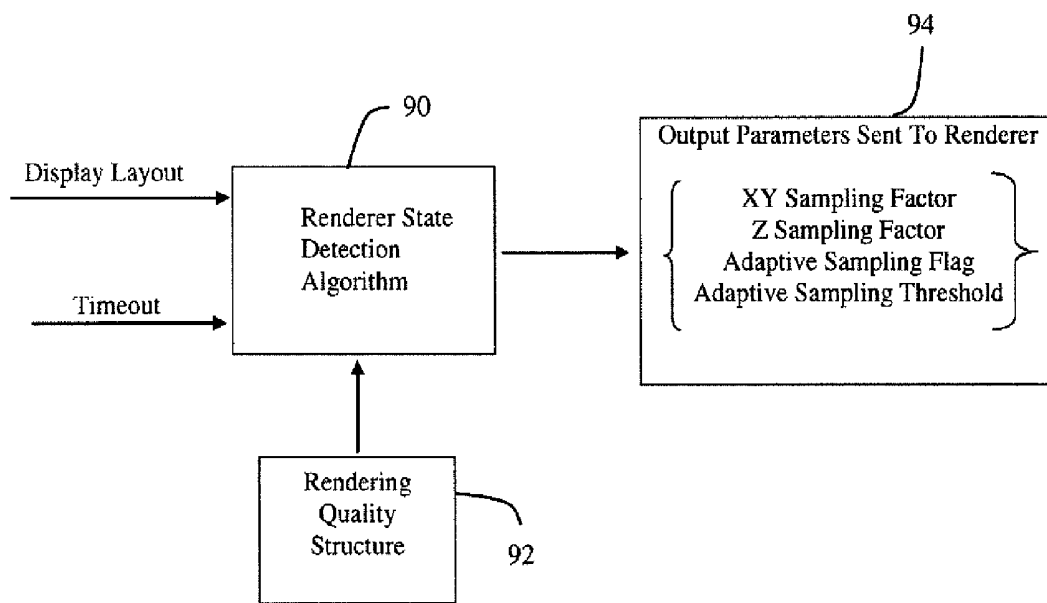 94
90
Output Parameters Sent To Renderer
Display Layout
XY Sampling Factor
Renderer State
Z Sampling Factor
Detection
Adaptive Sampling Flag
Algorithm
Adaptive Sampling Threshold
Timeout
Rendering
Quality
Structure
92